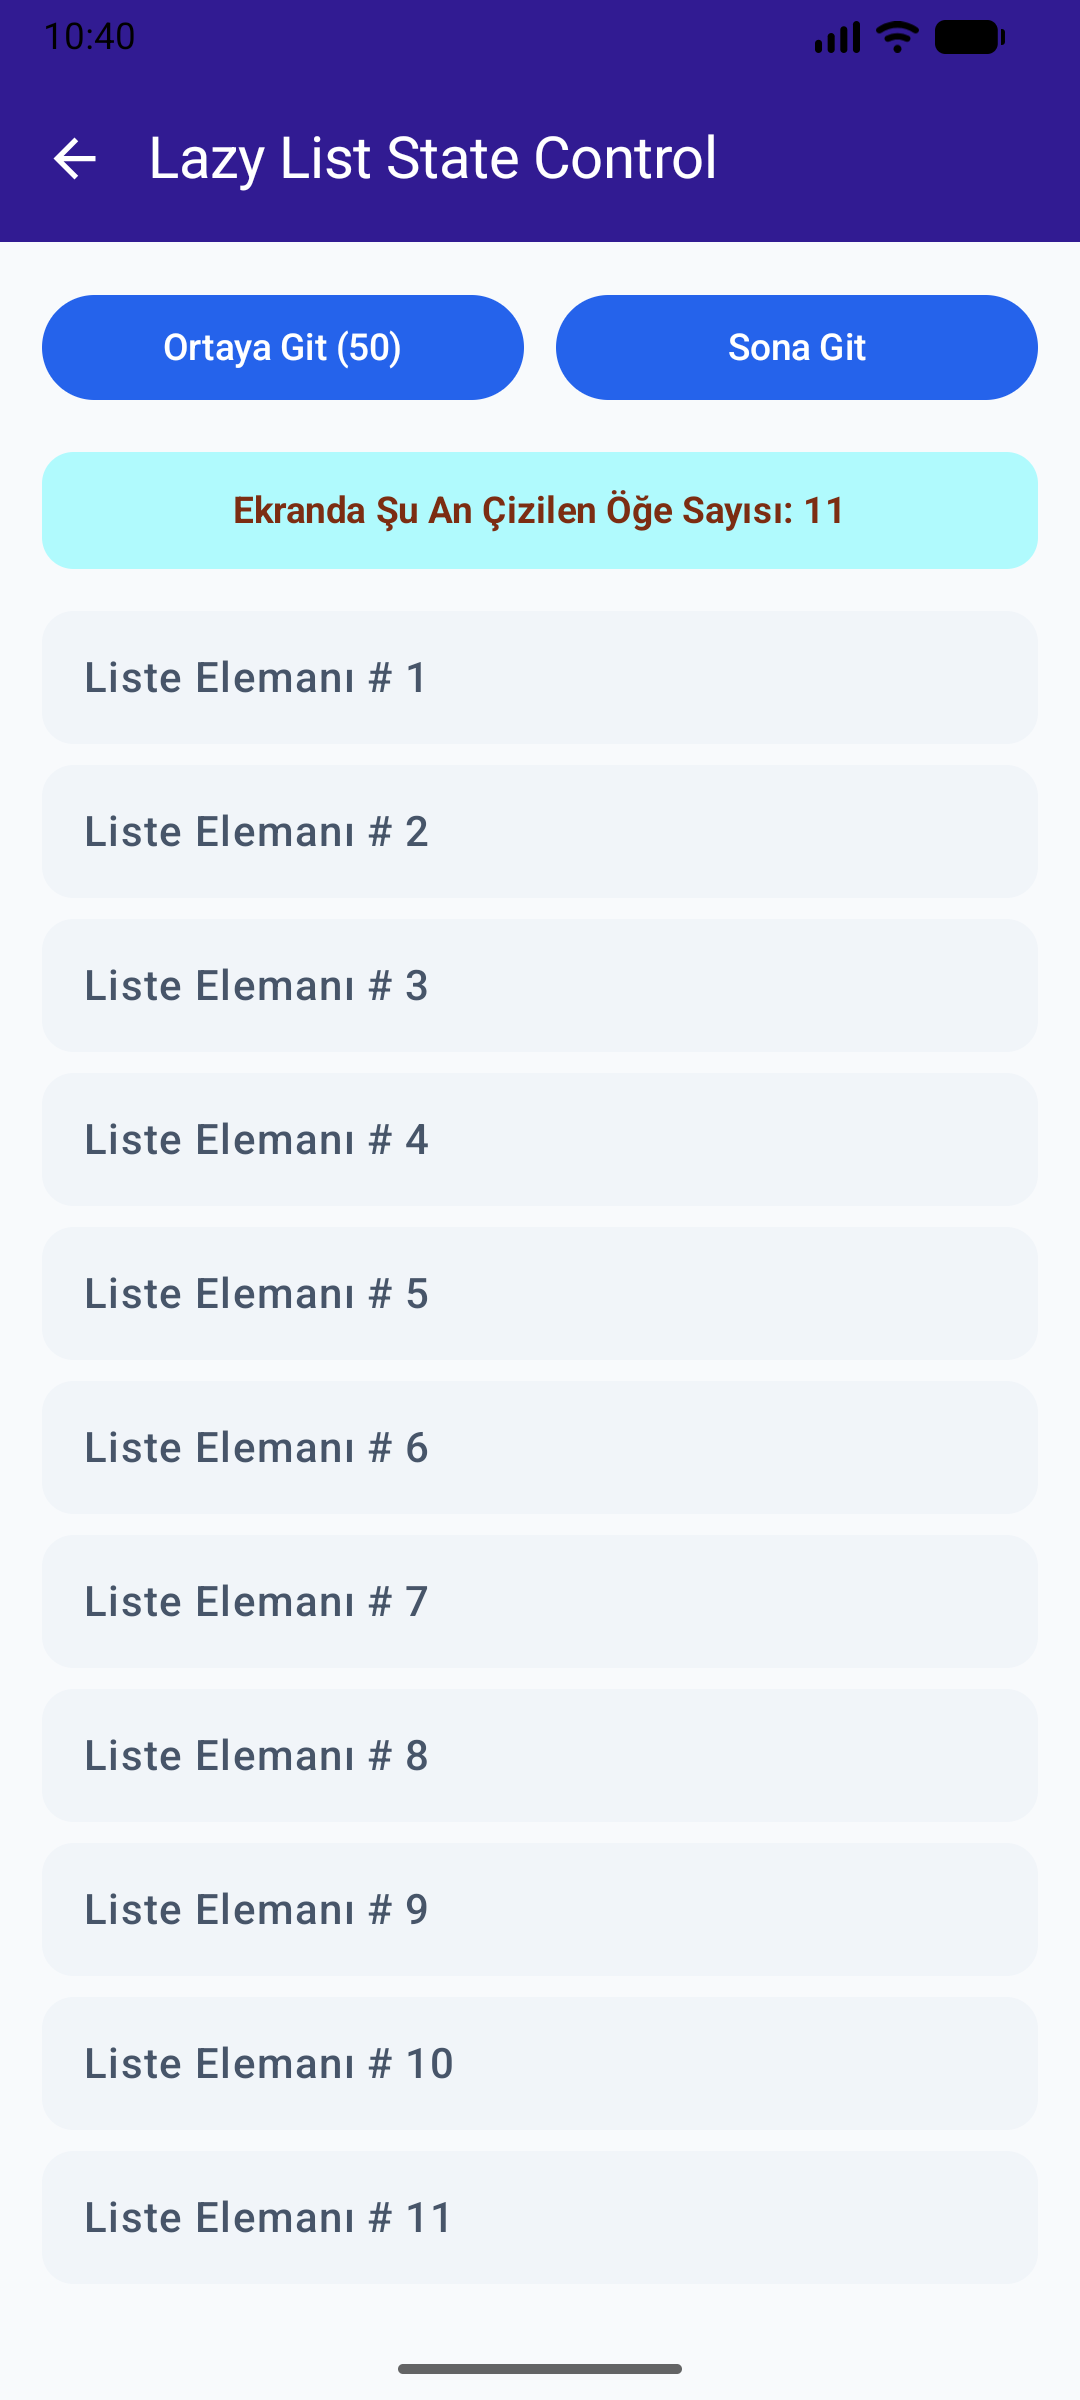 10:40
Lazy List State Control
Ortaya Git (50)
Sona Git
Ekranda Şu An Çizilen Öğe Sayısı: 11
Liste Elemanı # 1
Liste Elemanı # 2
Liste Elemanı # 3
Liste Elemanı # 4
Liste Elemanı # 5
Liste Elemanı # 6
Liste Elemanı # 7
Liste Elemanı # 8
Liste Elemanı # 9
Liste Elemanı # 10
Liste Elemanı # 11